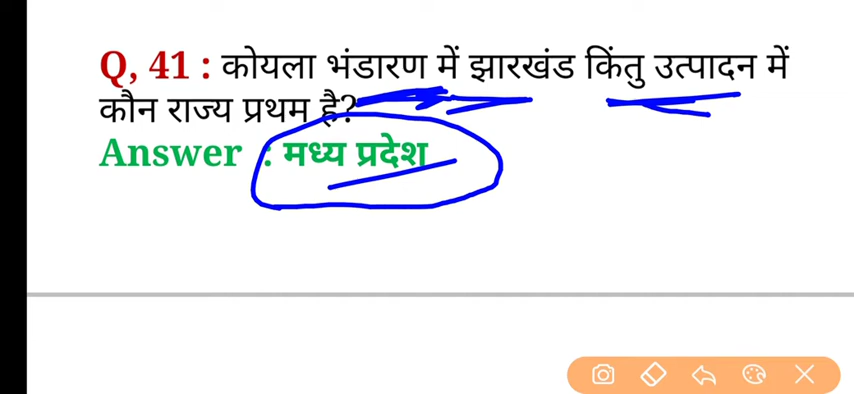 Q, 41 : कोयला भंडारण में झारखंड किंतु उत्पादन में
कौन राज्य प्रथम है?
Answer : मध्य प्रदेश